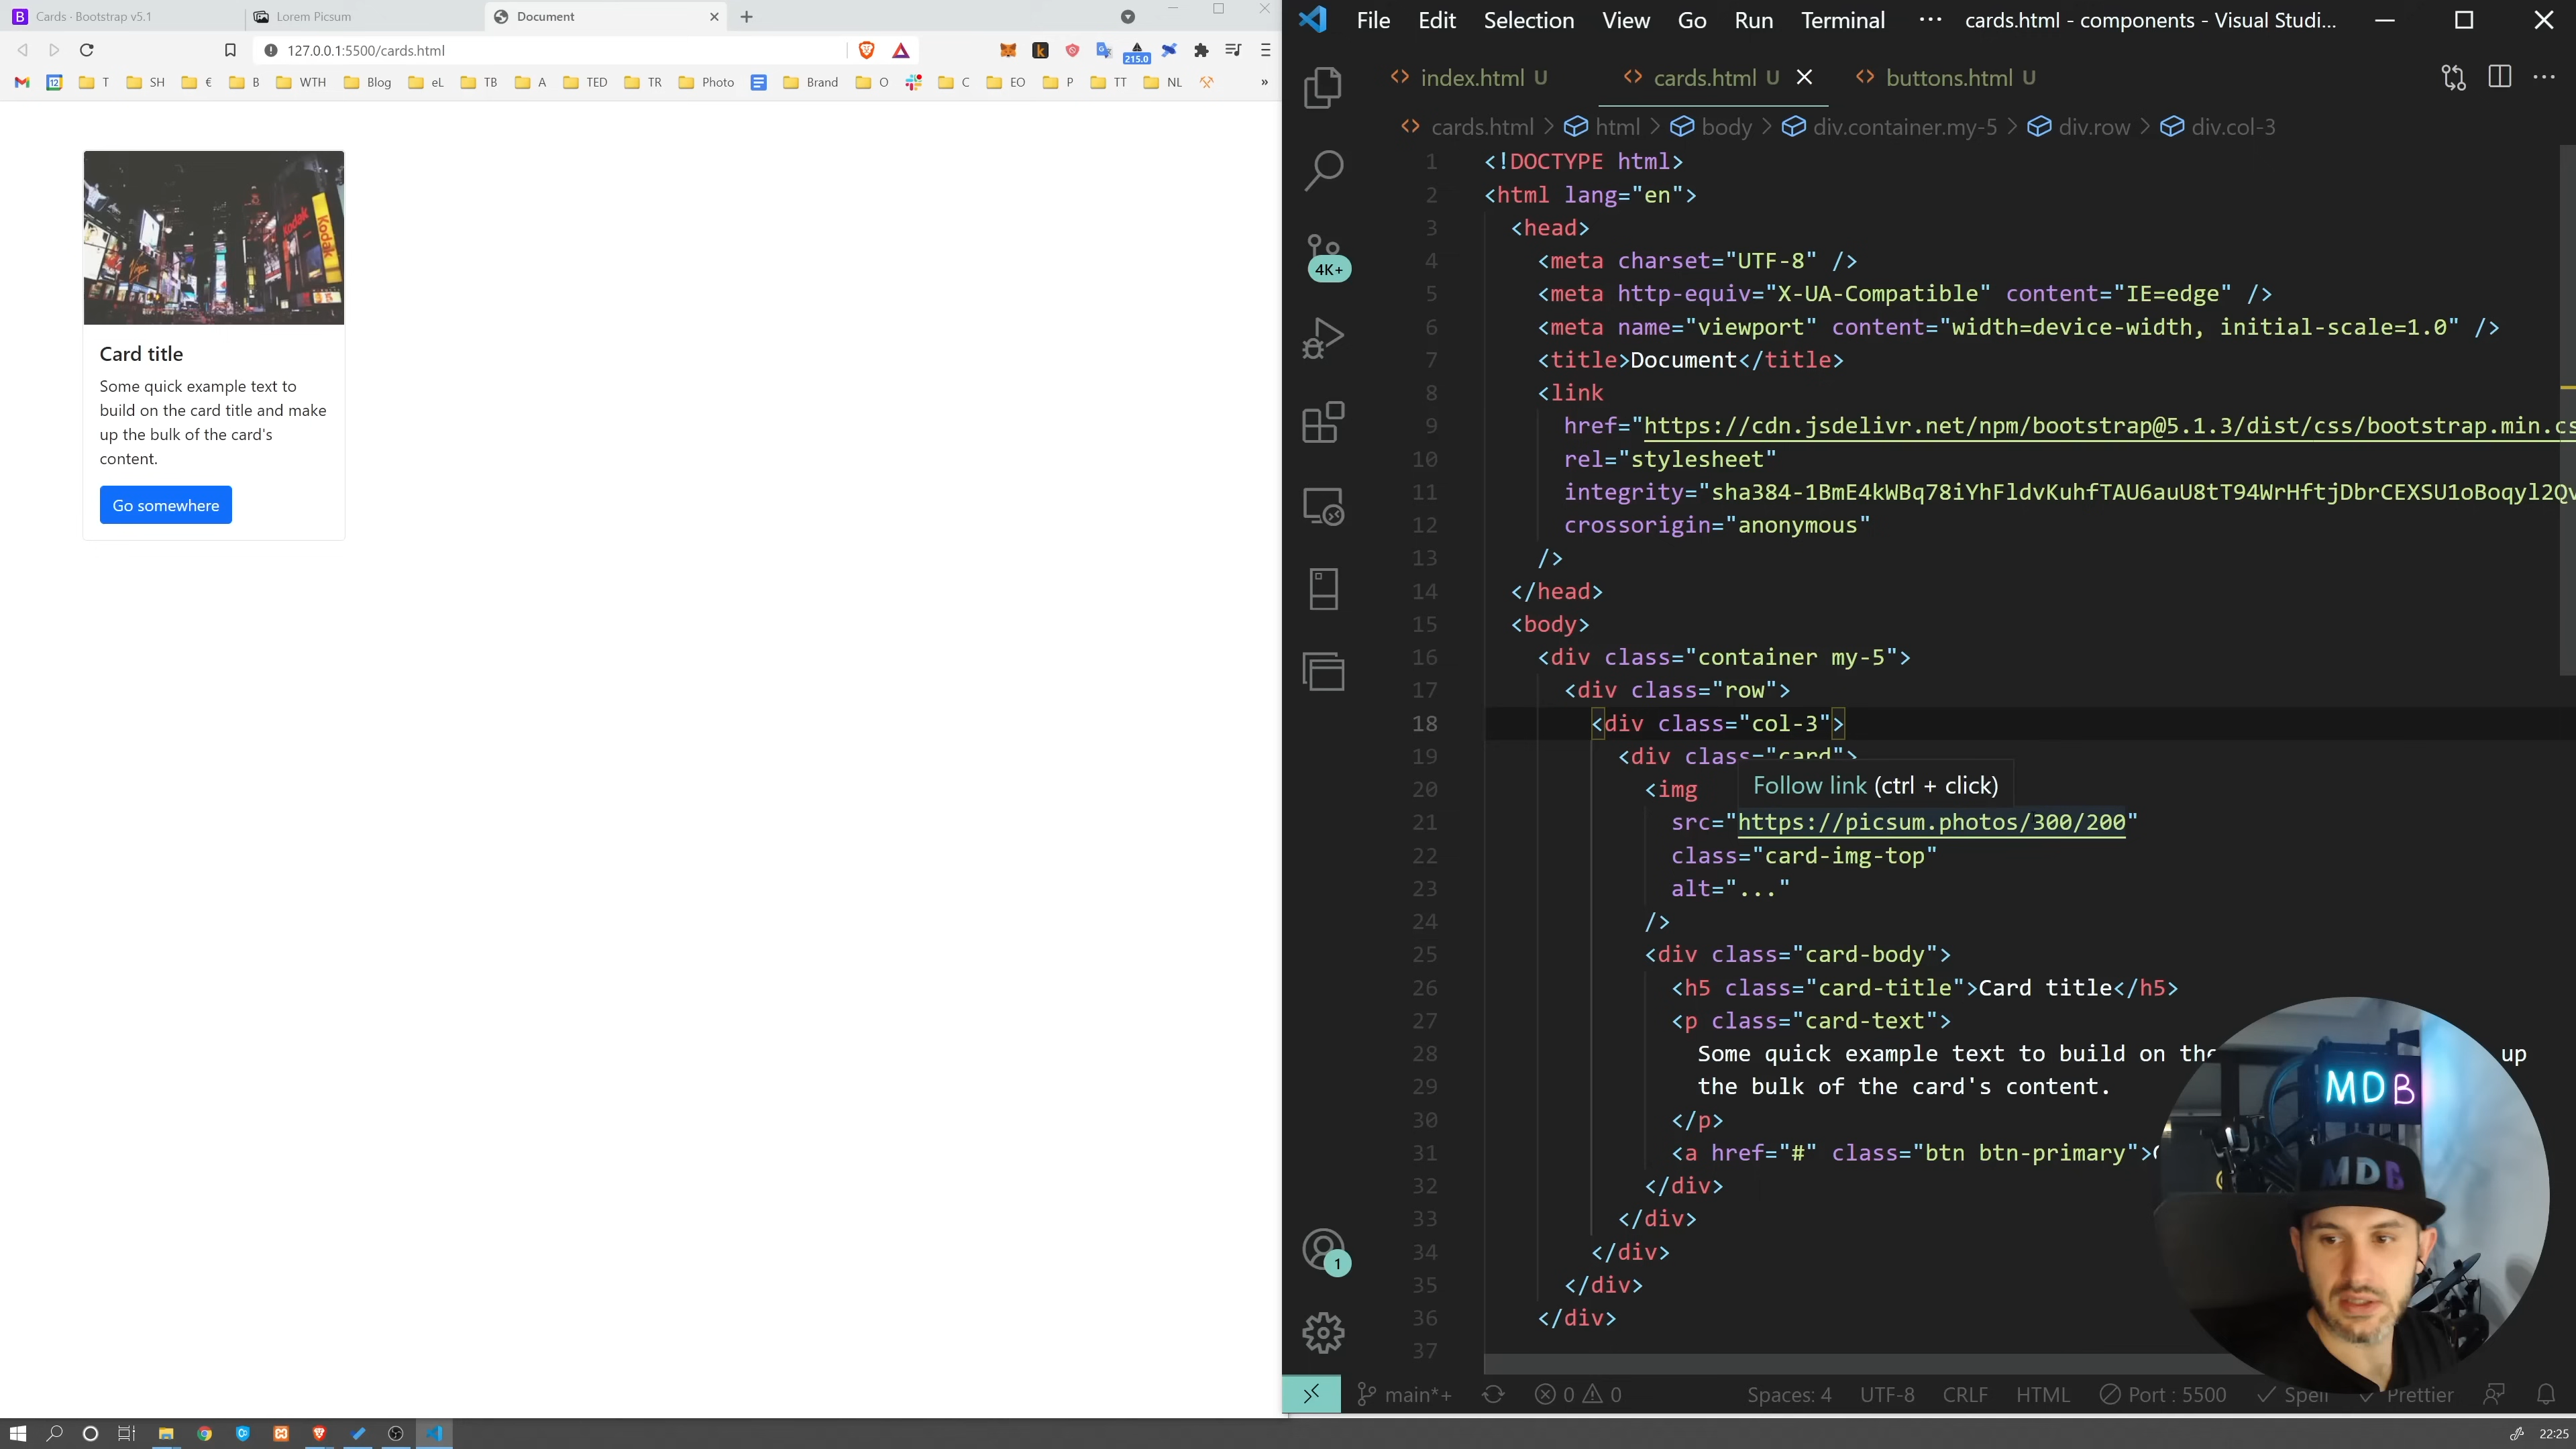 Cards · Bootstrap v5.1
Lorem Picsum
Document
127.0.0.1:5500/cards.html
215.0
12
T
SH
€
B
WTH
Blog
eL
TB
A
TED
TR
Photo
Brand
O
C
EO
P
TT
NL
»
Kodak
Kodak
Virgin
Card title
Some quick example text to
build on the card title and make
up the bulk of the card's
content.
Go somewhere
File Edit Selection View Go Run Terminal ··· cards.html - components - Visual Studi...
index.html U
cards.html U
buttons.html U
cards.html > html > body > div.container.my-5 > div.row > div.col-3
4K+
1
1 <!DOCTYPE html>
2 <html lang="en">
3 <head>
4 <meta charset="UTF-8" />
5 <meta http-equiv="X-UA-Compatible" content="IE=edge" />
6 <meta name="viewport" content="width=device-width, initial-scale=1.0" />
7 <title>Document</title>
8 <link
9 href="https://cdn.jsdelivr.net/npm/bootstrap@5.1.3/dist/css/bootstrap.min.cs
10 rel="stylesheet"
11 integrity="sha384-1BmE4kWBq78iYhFldvKuhfTAU6auU8tT94WrHftjDbrCEXSU1oBoqyl2Qv
12 crossorigin="anonymous"
13 />
14 </head>
15 <body>
16 <div class="container my-5">
17 <div class="row">
18 <div class="col-3">
19 <div class="card">
20 <img
Follow link (ctrl + click)
21 src="https://picsum.photos/300/200"
22 class="card-img-top"
23 alt="..."
24 />
25 <div class="card-body">
26 <h5 class="card-title">Card title</h5>
27 <p class="card-text">
28 Some quick example text to build on the up
29 the bulk of the card's content.
30 </p>
31 <a href="#" class="btn btn-primary">
32 </div>
33 </div>
34 </div>
35 </div>
36 </div>
37
MDB
MDB
main*+ 0 0 Spaces: 4 UTF-8 CRLF HTML Port : 5500 Spell Prettier
22:25